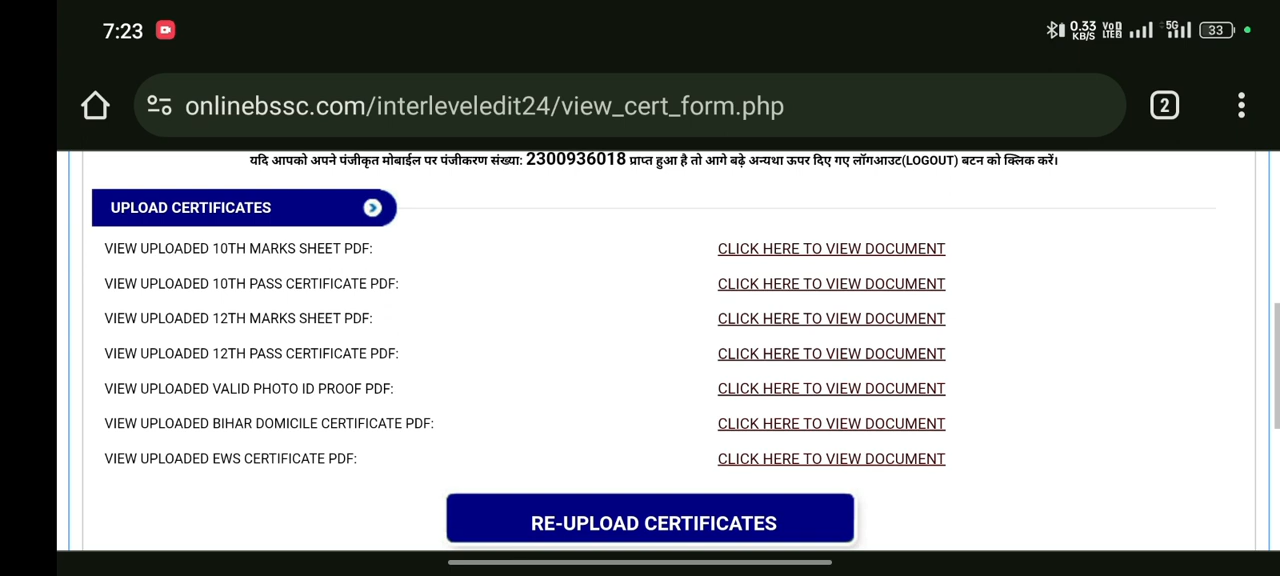 7:23 0.33 KB/S VoD LTEB 5G 33
onlinebssc.com/interleveledit24/view_cert_form.php 2
यदि आपको अपने पंजीकृत मोबाईल पर पंजीकरण संख्या: 2300936018 प्राप्त हुआ है तो आगे बढ़े अन्यथा ऊपर दिए गए लॉगआउट(LOGOUT) बटन को क्लिक करें।
UPLOAD CERTIFICATES
VIEW UPLOADED 10TH MARKS SHEET PDF: CLICK HERE TO VIEW DOCUMENT
VIEW UPLOADED 10TH PASS CERTIFICATE PDF: CLICK HERE TO VIEW DOCUMENT
VIEW UPLOADED 12TH MARKS SHEET PDF: CLICK HERE TO VIEW DOCUMENT
VIEW UPLOADED 12TH PASS CERTIFICATE PDF: CLICK HERE TO VIEW DOCUMENT
VIEW UPLOADED VALID PHOTO ID PROOF PDF: CLICK HERE TO VIEW DOCUMENT
VIEW UPLOADED BIHAR DOMICILE CERTIFICATE PDF: CLICK HERE TO VIEW DOCUMENT
VIEW UPLOADED EWS CERTIFICATE PDF: CLICK HERE TO VIEW DOCUMENT
RE-UPLOAD CERTIFICATES